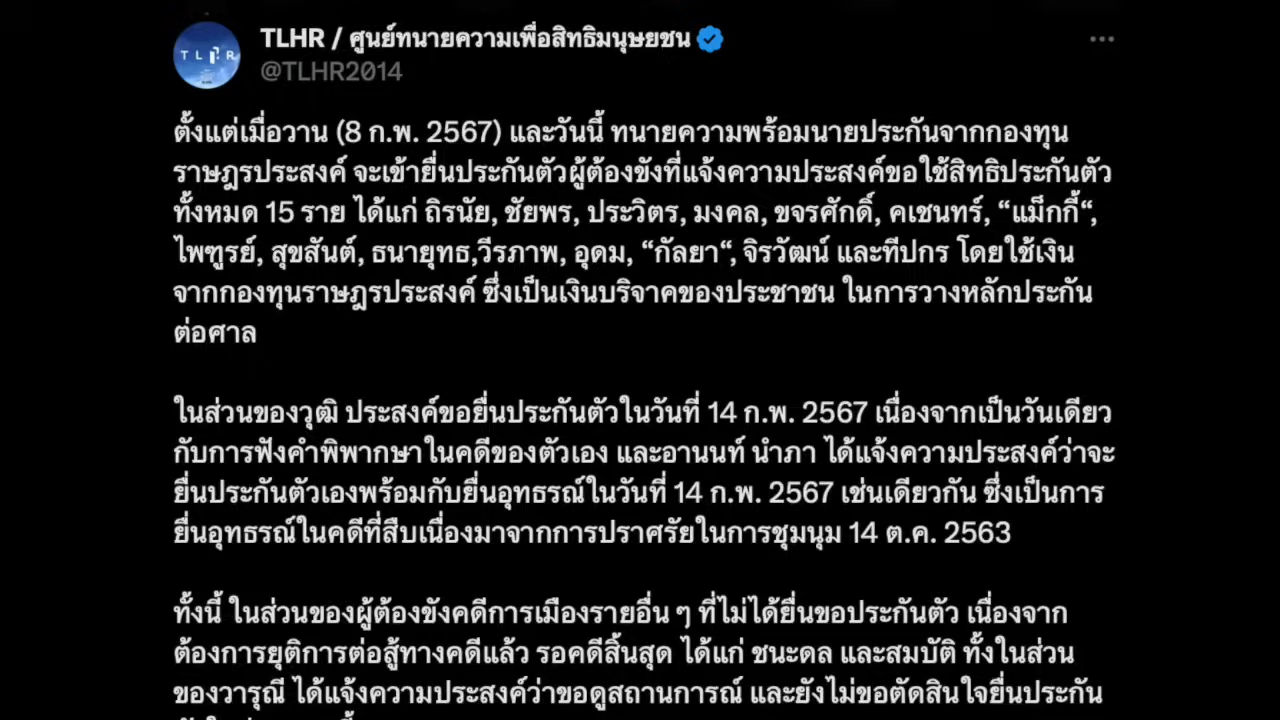 TLHR / ศูนย์ทนายความเพื่อสิทธิมนุษยชน
@TLHR2014
TLHR
ตั้งแต่เมื่อวาน (8 ก.พ. 2567) และวันนี้ ทนายความพร้อมนายประกันจากกองทุน
ราษฎรประสงค์ จะเข้ายื่นประกันตัวผู้ต้องขังที่แจ้งความประสงค์ขอใช้สิทธิประกันตัว
ทั้งหมด 15 ราย ได้แก่ ถิรนัย, ชัยพร, ประวิตร, มงคล, ขจรศักดิ์, คเชนทร์, “แม็กกี้“,
ไพฑูรย์, สุขสันต์, ธนายุทธ,วีรภาพ, อุดม, “กัลยา“, จิรวัฒน์ และทีปกร โดยใช้เงิน
จากกองทุนราษฎรประสงค์ ซึ่งเป็นเงินบริจาคของประชาชน ในการวางหลักประกัน
ต่อศาล
ในส่วนของวุฒิ ประสงค์ขอยื่นประกันตัวในวันที่ 14 ก.พ. 2567 เนื่องจากเป็นวันเดียว
กับการฟังคำพิพากษาในคดีของตัวเอง และอานนท์ นำภา ได้แจ้งความประสงค์ว่าจะ
ยื่นประกันตัวเองพร้อมกับยื่นอุทธรณ์ในวันที่ 14 ก.พ. 2567 เช่นเดียวกัน ซึ่งเป็นการ
ยื่นอุทธรณ์ในคดีที่สืบเนื่องมาจากการปราศรัยในการชุมนุม 14 ต.ค. 2563
ทั้งนี้ ในส่วนของผู้ต้องขังคดีการเมืองรายอื่น ๆ ที่ไม่ได้ยื่นขอประกันตัว เนื่องจาก
ต้องการยุติการต่อสู้ทางคดีแล้ว รอคดีสิ้นสุด ได้แก่ ชนะดล และสมบัติ ทั้งในส่วน
ของวารุณี ได้แจ้งความประสงค์ว่าขอดูสถานการณ์ และยังไม่ขอตัดสินใจยื่นประกัน